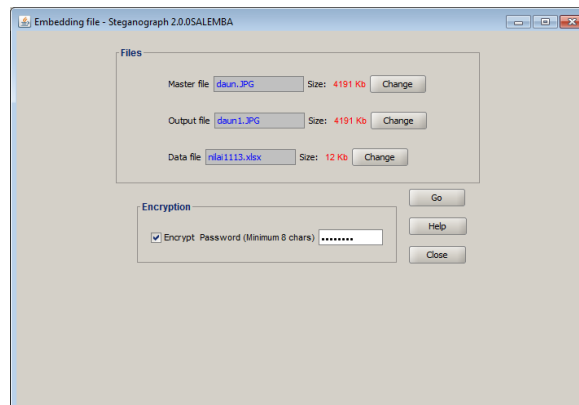 Embedding file - Steganograph 2.0.0SALEMBA
Files
Master file daun.JPG Size: 4191 Kb Change
Output file daun1.JPG Size: 4191 Kb Change
Data file nilai1113.xlsx Size: 12 Kb Change
Go
Encryption
Encrypt Password (Minimum 8 chars) ••••••••
Help
Close